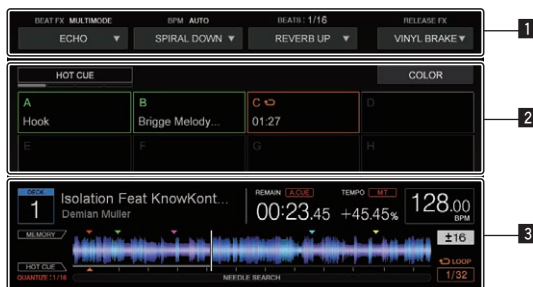 BEAT FX MULTIMODE BPM AUTO BEATS : 1/16 RELEASE FX
ECHO ▼ SPIRAL DOWN ▼ REVERB UP ▼ VINYL BRAKE ▼
1
HOT CUE COLOR
A B C D
Hook Brigge Melody... 01:27
2
E F G H
DECK 1
Isolation Feat KnowKont...
Demian Muller
REMAIN A.CUE
00:23.45
TEMPO MT
+45.45%
128.00
BPM
MEMORY
±16
3
HOT CUE
LOOP
QUANTIZE : 1/16 NEEDLE SEARCH 1/32